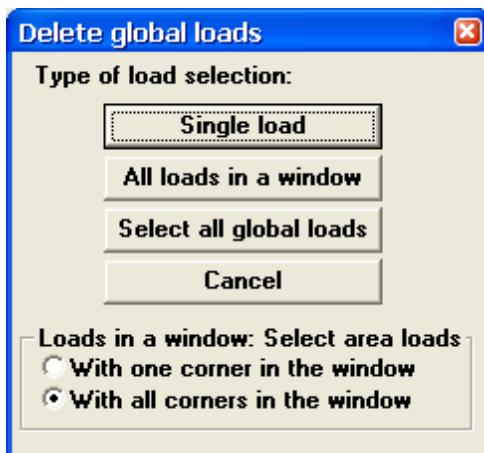 Delete global loads
Type of load selection:
Single load
All loads in a window
Select all global loads
Cancel
Loads in a window: Select area loads
With one corner in the window
With all corners in the window